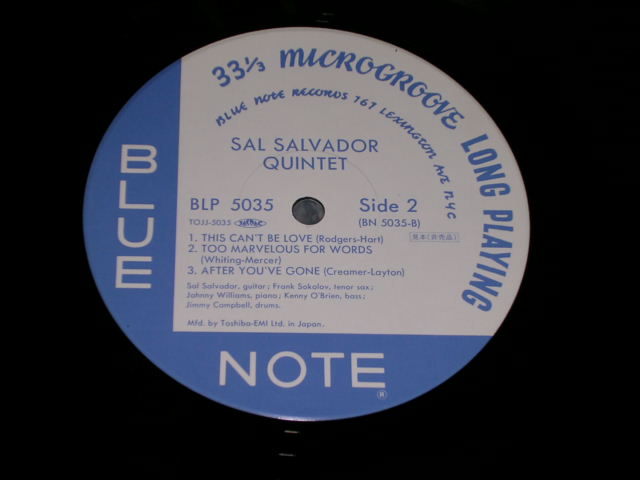 33⅓ MICROGROOVE LONG PLAYING
BLUE NOTE RECORDS 767 LEXINGTON AVE NYC
SAL SALVADOR
QUINTET
BLP 5035
Side 2
TOJJ-5035
(BN 5035-B)
見本(非売品)
1. THIS CAN'T BE LOVE (Rodgers-Hart)
2. TOO MARVELOUS FOR WORDS
(Whiting-Mercer)
3. AFTER YOU'VE GONE (Creamer-Layton)
Sal Salvador, guitar; Frank Sokolov, tenor sax;
Johnny Williams, piano; Kenny O'Brien, bass;
Jimmy Campbell, drums.
Mfd. by Toshiba-EMI Ltd. in Japan.
BLUE
NOTE
®